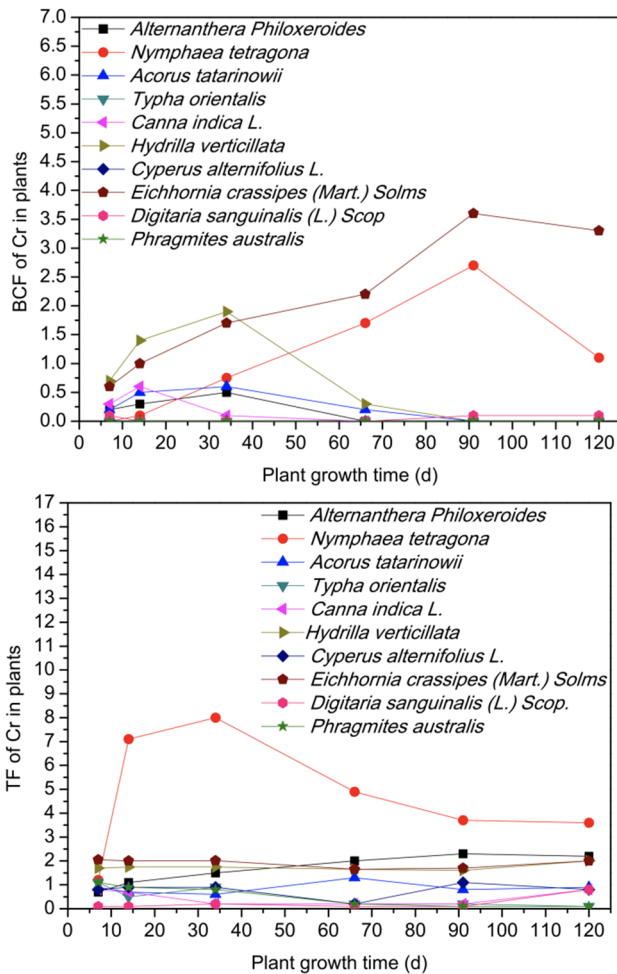 7.0
6.5
6.0
5.5
5.0
4.5
4.0
3.5
3.0
2.5
2.0
1.5
1.0
0.5
0.0
BCF of Cr in plants
Alternanthera Philoxeroides
Nymphaea tetragona
Acorus tatarinowii
Typha orientalis
Canna indica L.
Hydrilla verticillata
Cyperus alternifolius L.
Eichhornia crassipes (Mart.) Solms
Digitaria sanguinalis (L.) Scop
Phragmites australis
0 10 20 30 40 50 60 70 80 90 100 110 120
Plant growth time (d)
17
16
15
14
13
12
11
10
9
8
7
6
5
4
3
2
1
0
TF of Cr in plants
Alternanthera Philoxeroides
Nymphaea tetragona
Acorus tatarinowii
Typha orientalis
Canna indica L.
Hydrilla verticillata
Cyperus alternifolius L.
Eichhornia crassipes (Mart.) Solms
Digitaria sanguinalis (L.) Scop.
Phragmites australis
0 10 20 30 40 50 60 70 80 90 100 110 120
Plant growth time (d)